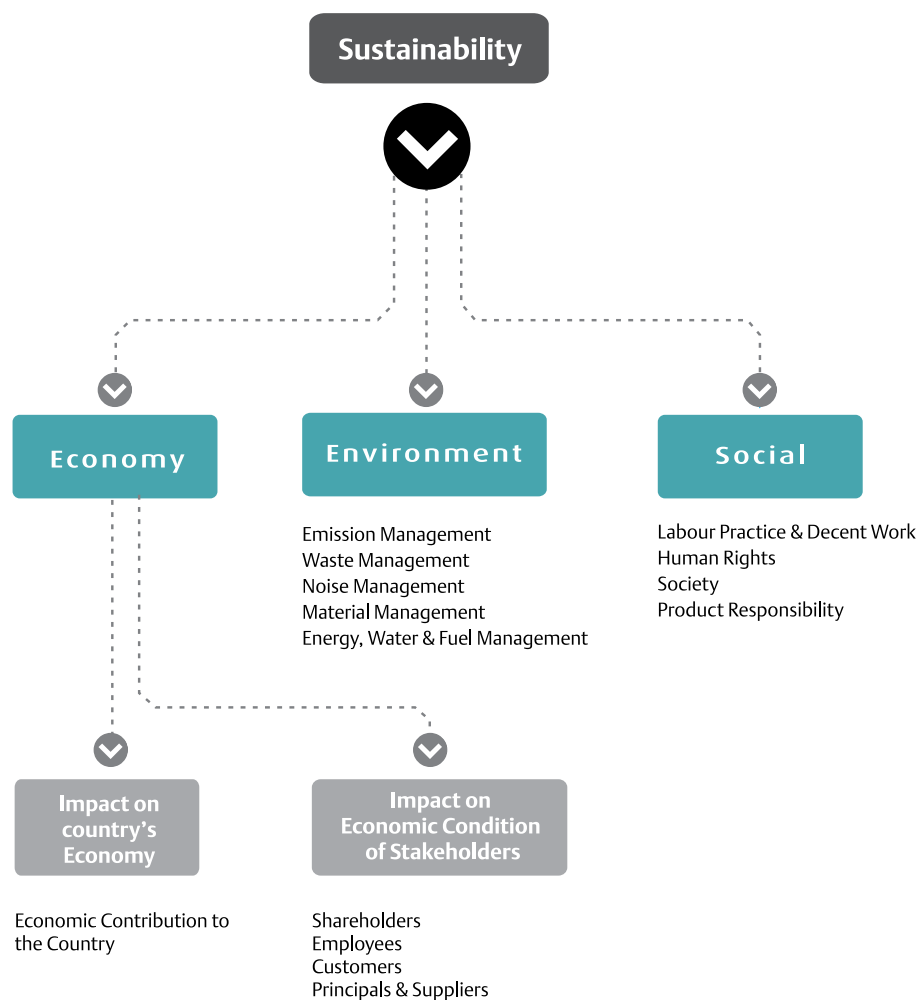 Sustainability
Economy
Environment
Social
Emission Management
Waste Management
Noise Management
Material Management
Energy, Water & Fuel Management
Labour Practice & Decent Work
Human Rights
Society
Product Responsibility
Impact on
country's
Economy
Impact on
Economic Condition
of Stakeholders
Economic Contribution to
the Country
Shareholders
Employees
Customers
Principals & Suppliers